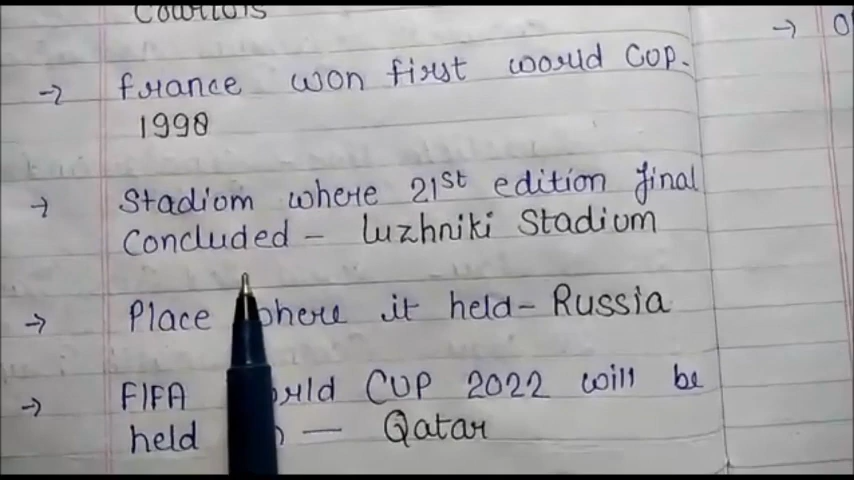 → france won first world cup.
1998
→ Stadium where 21st edition final
Concluded - luzhniki Stadium
→ Place where it held - Russia
→ FIFA World CUP 2022 will be
held — Qatar
→